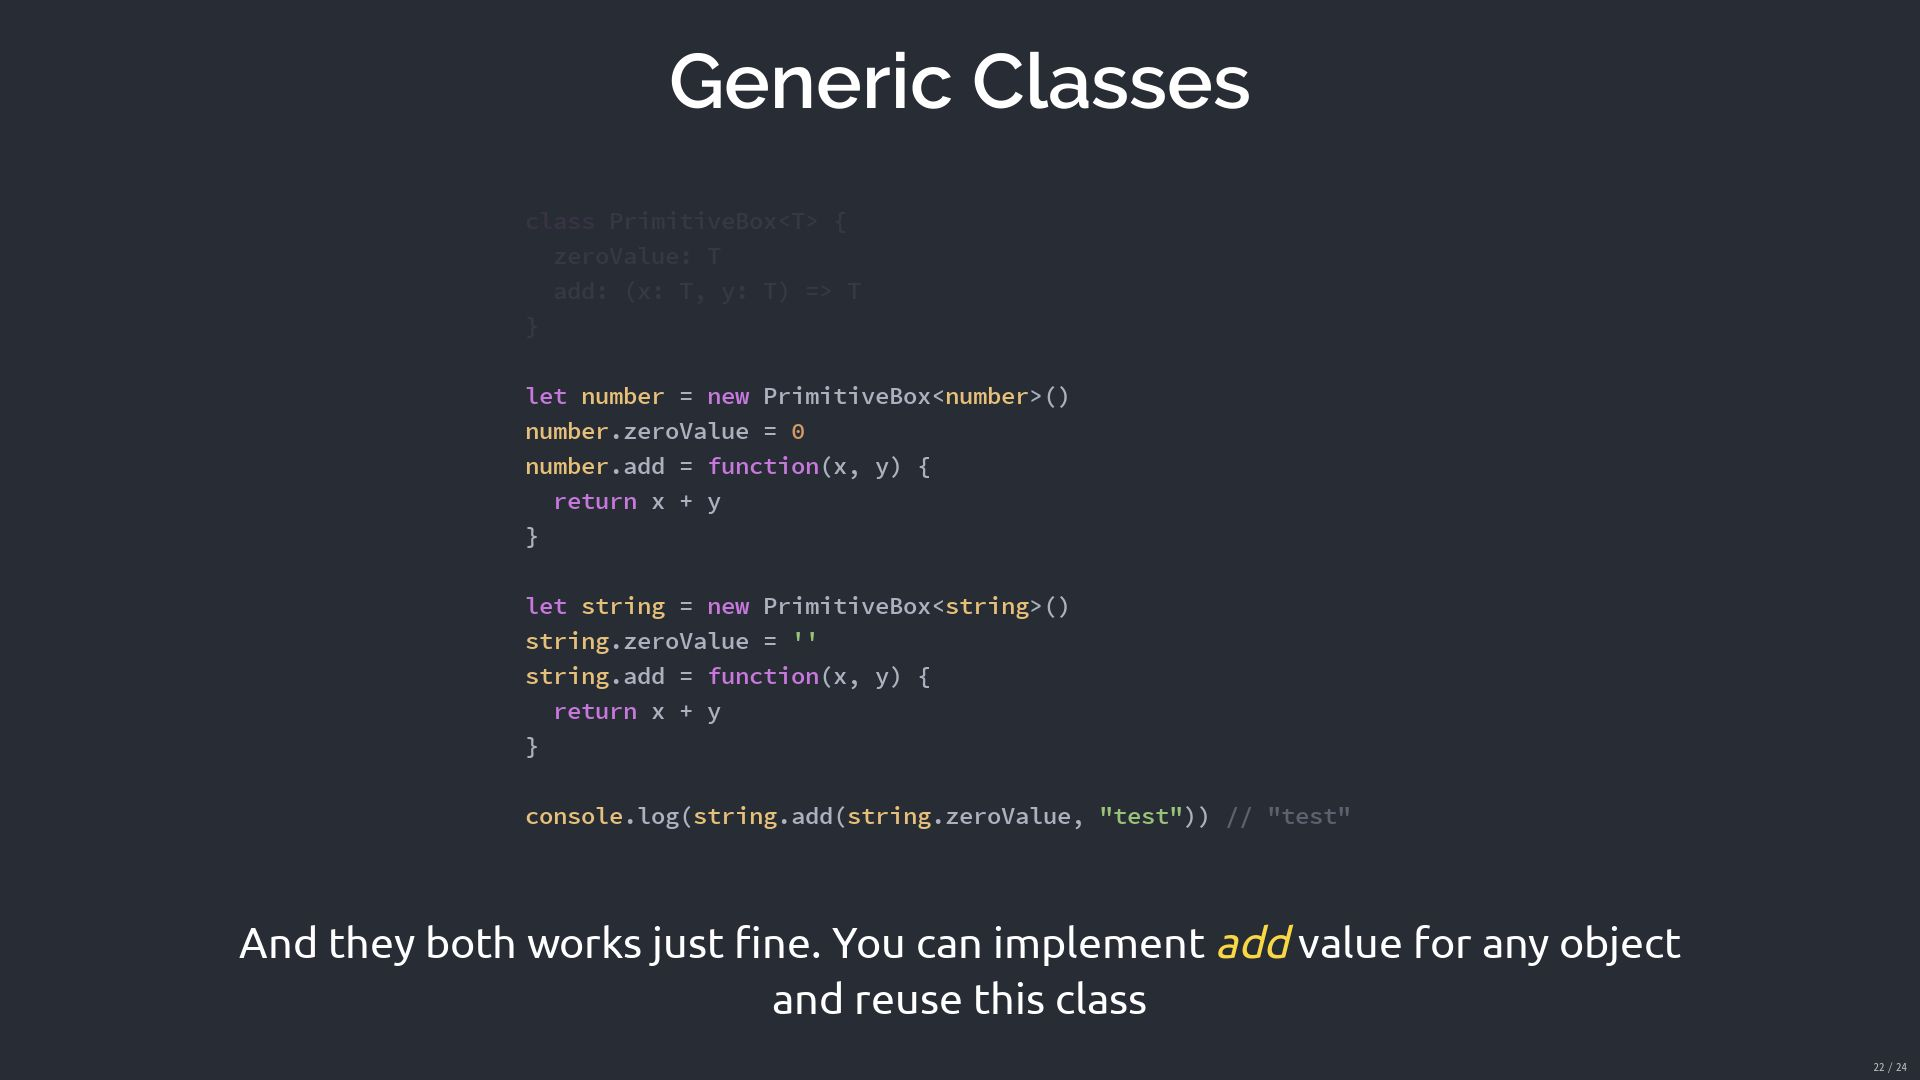 Generic Classes
class PrimitiveBox<T> {
  zeroValue: T
  add: (x: T, y: T) => T
}
let number = new PrimitiveBox<number>()
number.zeroValue = 0
number.add = function(x, y) {
  return x + y
}
let string = new PrimitiveBox<string>()
string.zeroValue = ''
string.add = function(x, y) {
  return x + y
}
console.log(string.add(string.zeroValue, "test")) // "test"
And they both works just fine. You can implement add value for any object
and reuse this class
22 / 24